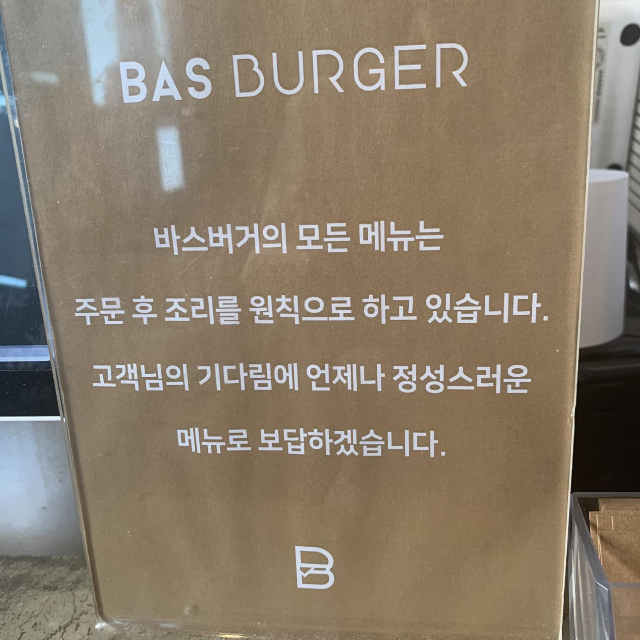 BAS BURGER
바스버거의 모든 메뉴는
주문 후 조리를 원칙으로 하고 있습니다.
고객님의 기다림에 언제나 정성스러운
메뉴로 보답하겠습니다.
B